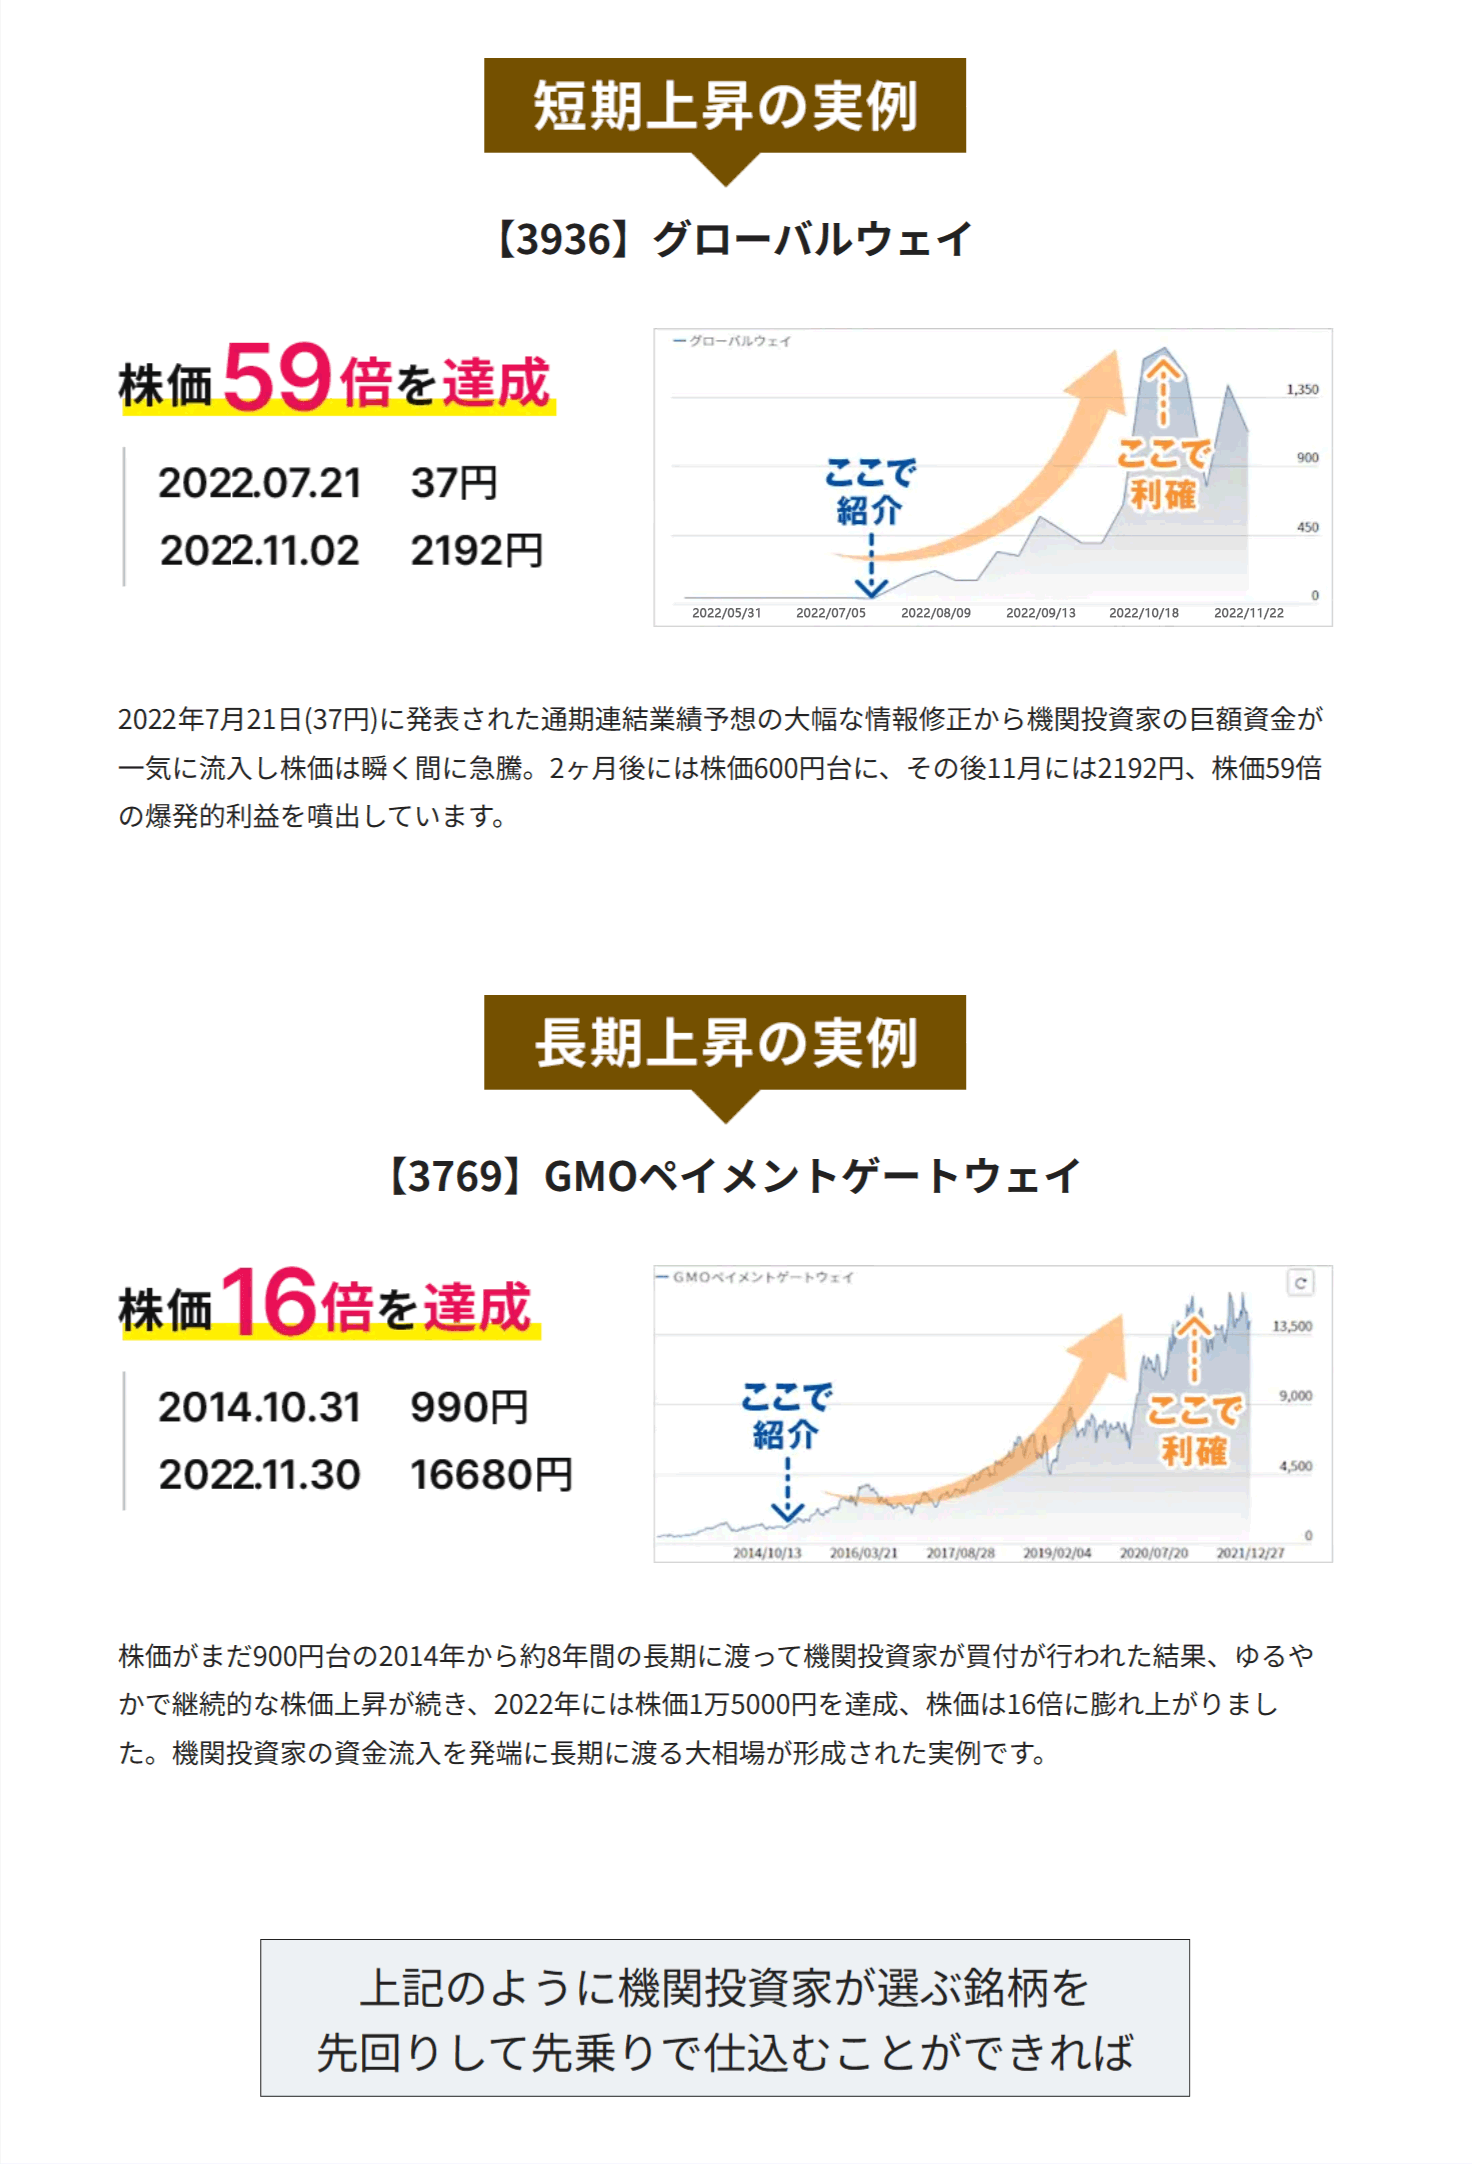 短期上昇の実例
【3936】グローバルウェイ
株価59倍を達成
2022.07.21 37円
2022.11.02 2192円
グローバルウェイ
1,350
900
450
0
ここで
紹介
ここで
利確
2022/05/31 2022/07/05 2022/08/09 2022/09/13 2022/10/18 2022/11/22
2022年7月21日(37円)に発表された通期連結業績予想の大幅な情報修正から機関投資家の巨額資金が
一気に流入し株価は瞬く間に急騰。2ヶ月後には株価600円台に、その後11月には2192円、株価59倍
の爆発的利益を噴出しています。
長期上昇の実例
【3769】GMOペイメントゲートウェイ
株価16倍を達成
2014.10.31 990円
2022.11.30 16680円
GMOペイメントゲートウェイ
13,500
9,000
4,500
0
ここで
紹介
ここで
利確
2014/10/13 2016/03/21 2017/08/28 2019/02/04 2020/07/20 2021/12/27
株価がまだ900円台の2014年から約8年間の長期に渡って機関投資家が買付が行われた結果、ゆるや
かで継続的な株価上昇が続き、2022年には株価1万5000円を達成、株価は16倍に膨れ上がりまし
た。機関投資家の資金流入を発端に長期に渡る大相場が形成された実例です。
上記のように機関投資家が選ぶ銘柄を
先回りして先乗りで仕込むことができれば